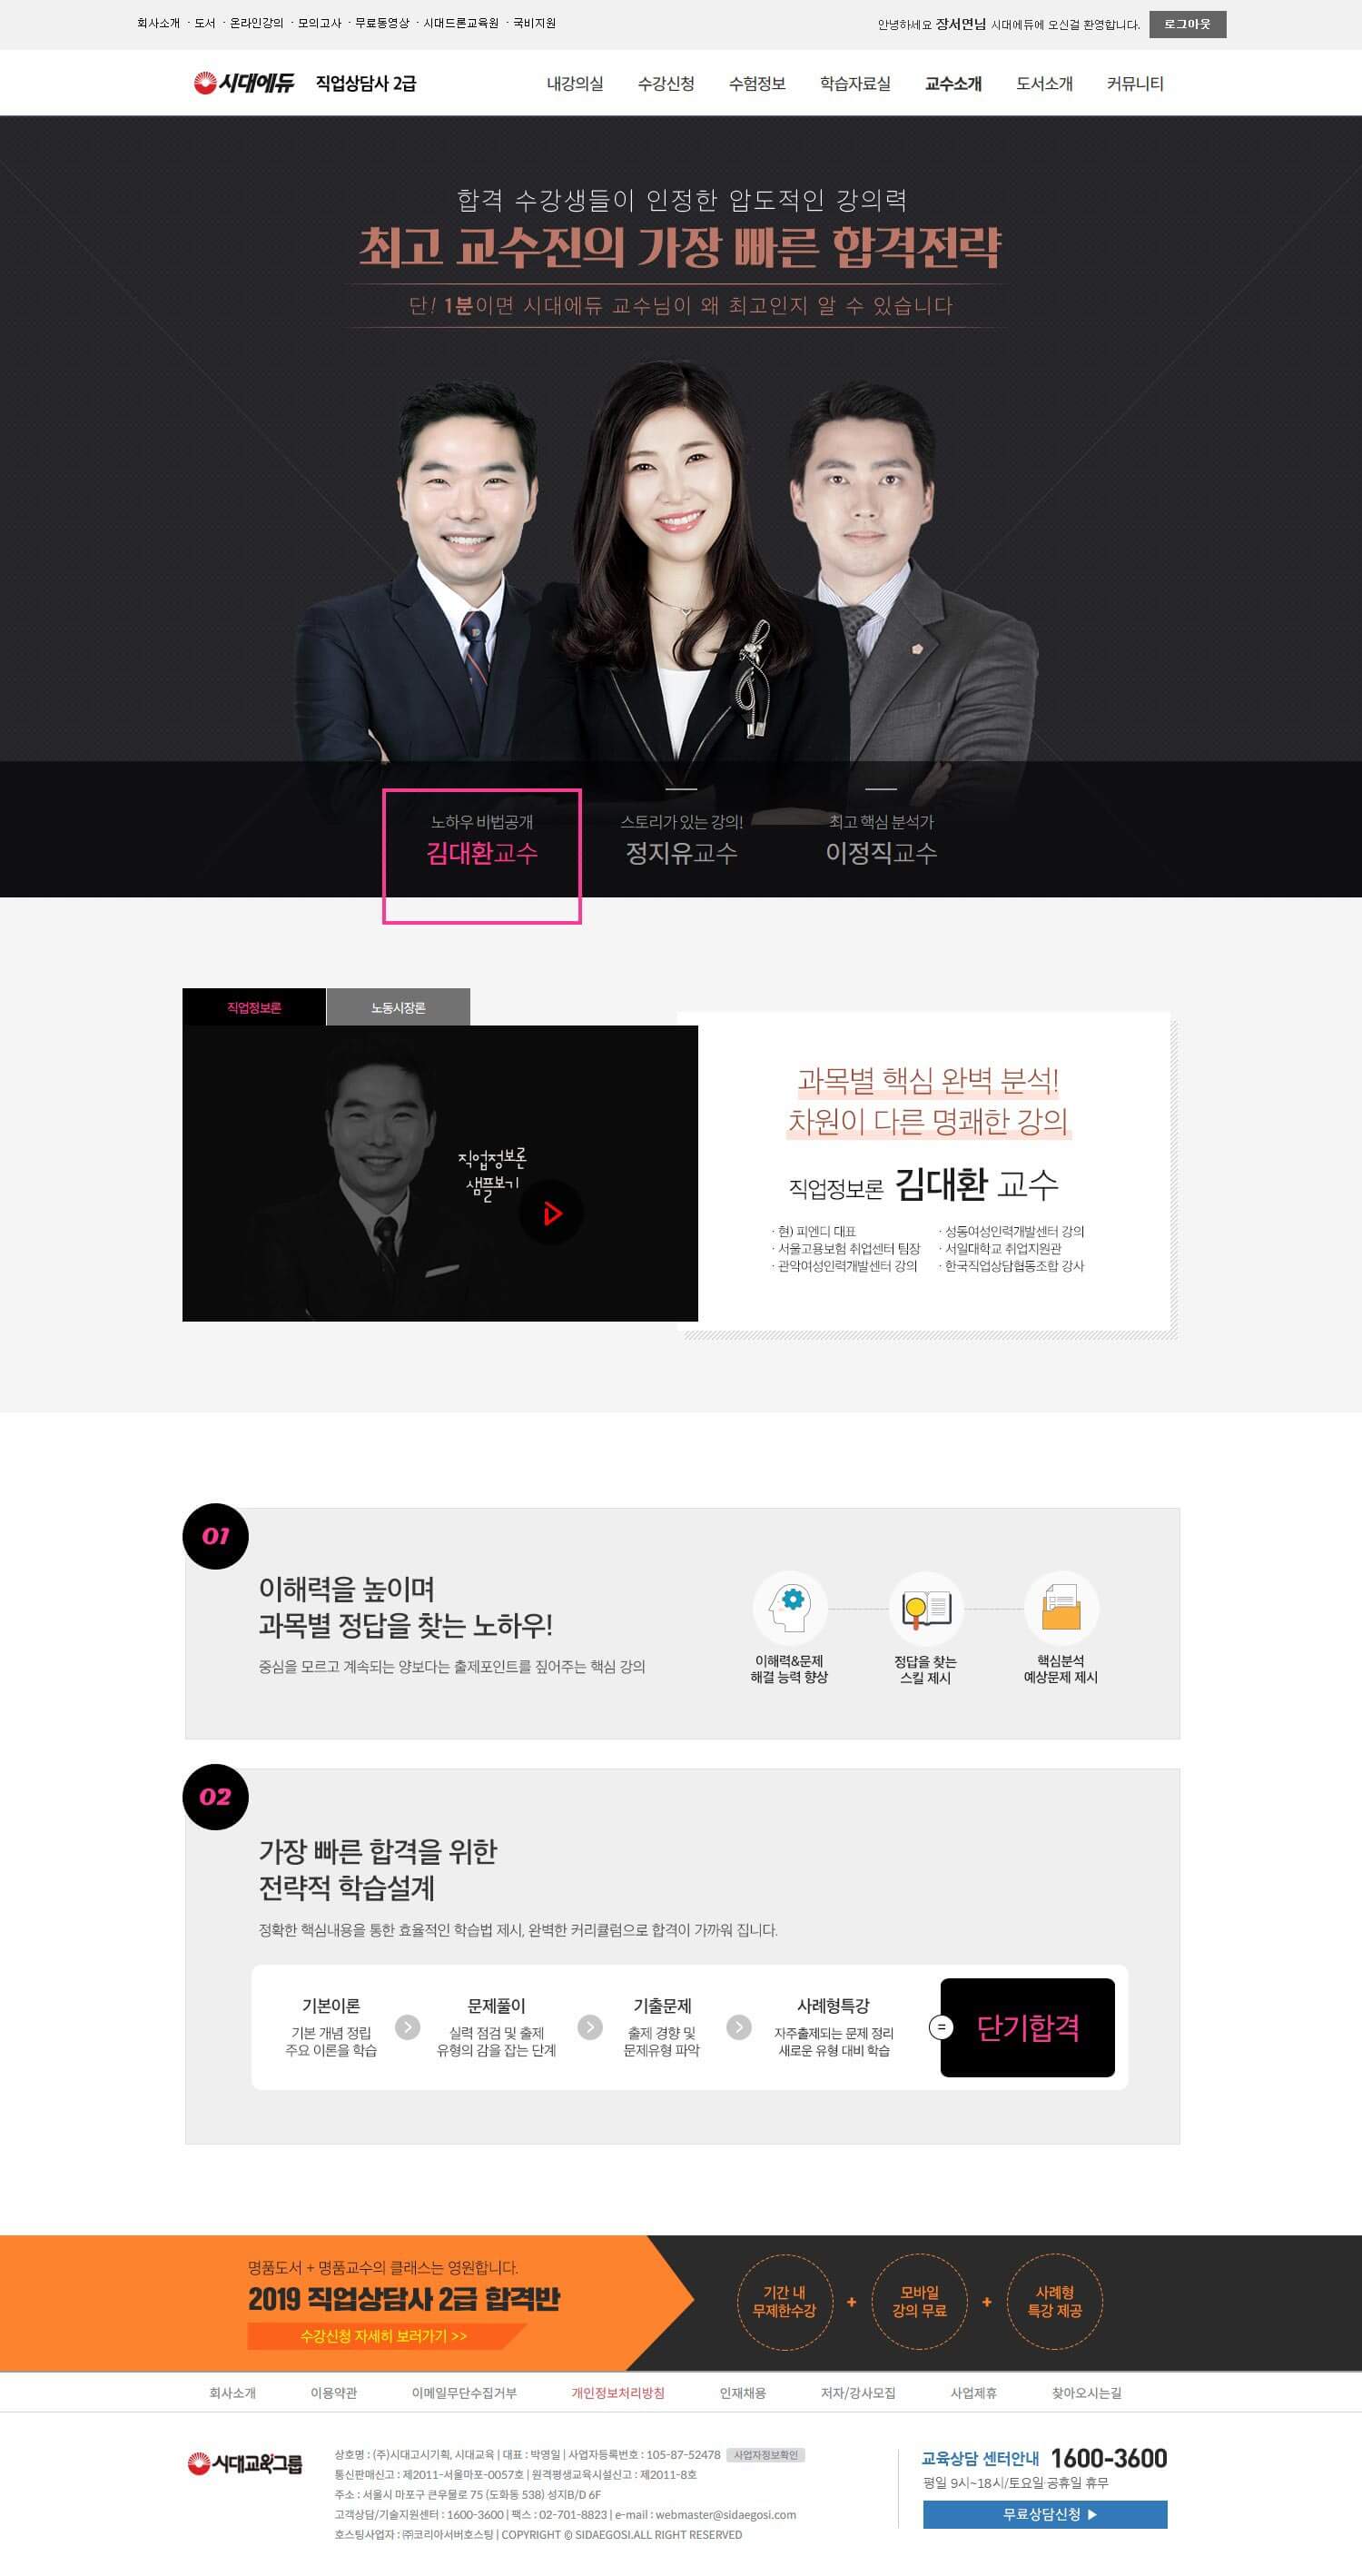 회사소개 · 도서 · 온라인강의 · 모의고사 · 무료동영상 · 시대드론교육원 · 국비지원
안녕하세요 장서연님 시대에듀에 오신걸 환영합니다. 로그아웃
시대에듀 직업상담사 2급
내강의실 수강신청 수험정보 학습자료실 교수소개 도서소개 커뮤니티
합격 수강생들이 인정한 압도적인 강의력
최고 교수진의 가장 빠른 합격전략
단! 1분이면 시대에듀 교수님이 왜 최고인지 알 수 있습니다
노하우 비법공개
김대환교수
스토리가 있는 강의!
정지유교수
최고 핵심 분석가
이정직교수
직업정보론 노동시장론
직업정보론
샘플보기
과목별 핵심 완벽 분석!
차원이 다른 명쾌한 강의
직업정보론 김대환 교수
· 현) 피엔디 대표
· 서울고용보험 취업센터 팀장
· 관악여성인력개발센터 강의
· 성동여성인력개발센터 강의
· 서일대학교 취업지원관
· 한국직업상담협동조합 강사
01
이해력을 높이며
과목별 정답을 찾는 노하우!
중심을 모르고 계속되는 양보다는 출제포인트를 짚어주는 핵심 강의
이해력&문제
해결 능력 향상
정답을 찾는
스킬 제시
핵심분석
예상문제 제시
02
가장 빠른 합격을 위한
전략적 학습설계
정확한 핵심내용을 통한 효율적인 학습법 제시, 완벽한 커리큘럼으로 합격이 가까워 집니다.
기본이론
기본 개념 정립
주요 이론을 학습
>
문제풀이
실력 점검 및 출제
유형의 감을 잡는 단계
>
기출문제
출제 경향 및
문제유형 파악
>
사례형특강
자주출제되는 문제 정리
새로운 유형 대비 학습
=
단기합격
명품도서 + 명품교수의 클래스는 영원합니다.
2019 직업상담사 2급 합격반
수강신청 자세히 보러가기 >>
기간 내
무제한수강
+
모바일
강의 무료
+
사례형
특강 제공
회사소개 이용약관 이메일무단수집거부 개인정보처리방침 인재채용 저자/강사모집 사업제휴 찾아오시는길
시대교육그룹
상호명 : (주)시대고시기획, 시대교육 | 대표 : 박영일 | 사업자등록번호 : 105-87-52478 사업자정보확인
통신판매신고 : 제2011-서울마포-0057호 | 원격평생교육시설신고 : 제2011-8호
주소 : 서울시 마포구 큰우물로 75 (도화동 538) 성지B/D 6F
고객상담/기술지원센터 : 1600-3600 | 팩스 : 02-701-8823 | e-mail : webmaster@sidaegosi.com
호스팅사업자 : ㈜코리아서버호스팅 | COPYRIGHT © SIDAEGOSI.ALL RIGHT RESERVED
교육상담 센터안내 1600-3600
평일 9시~18시/토요일·공휴일 휴무
무료상담신청 ▶